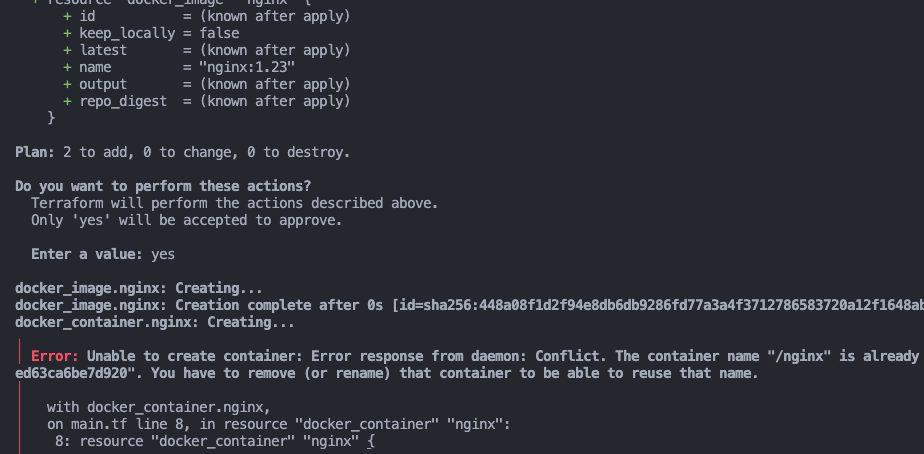 + resource "docker_image" "nginx" {
+ id = (known after apply)
+ keep_locally = false
+ latest = (known after apply)
+ name = "nginx:1.23"
+ output = (known after apply)
+ repo_digest = (known after apply)
}
Plan: 2 to add, 0 to change, 0 to destroy.
Do you want to perform these actions?
Terraform will perform the actions described above.
Only 'yes' will be accepted to approve.
Enter a value: yes
docker_image.nginx: Creating...
docker_image.nginx: Creation complete after 0s [id=sha256:448a08f1d2f94e8db6db9286fd77a3a4f3712786583720a12f1648ab
docker_container.nginx: Creating...
Error: Unable to create container: Error response from daemon: Conflict. The container name "/nginx" is already
ed63ca6be7d920". You have to remove (or rename) that container to be able to reuse that name.
with docker_container.nginx,
on main.tf line 8, in resource "docker_container" "nginx":
8: resource "docker_container" "nginx" {